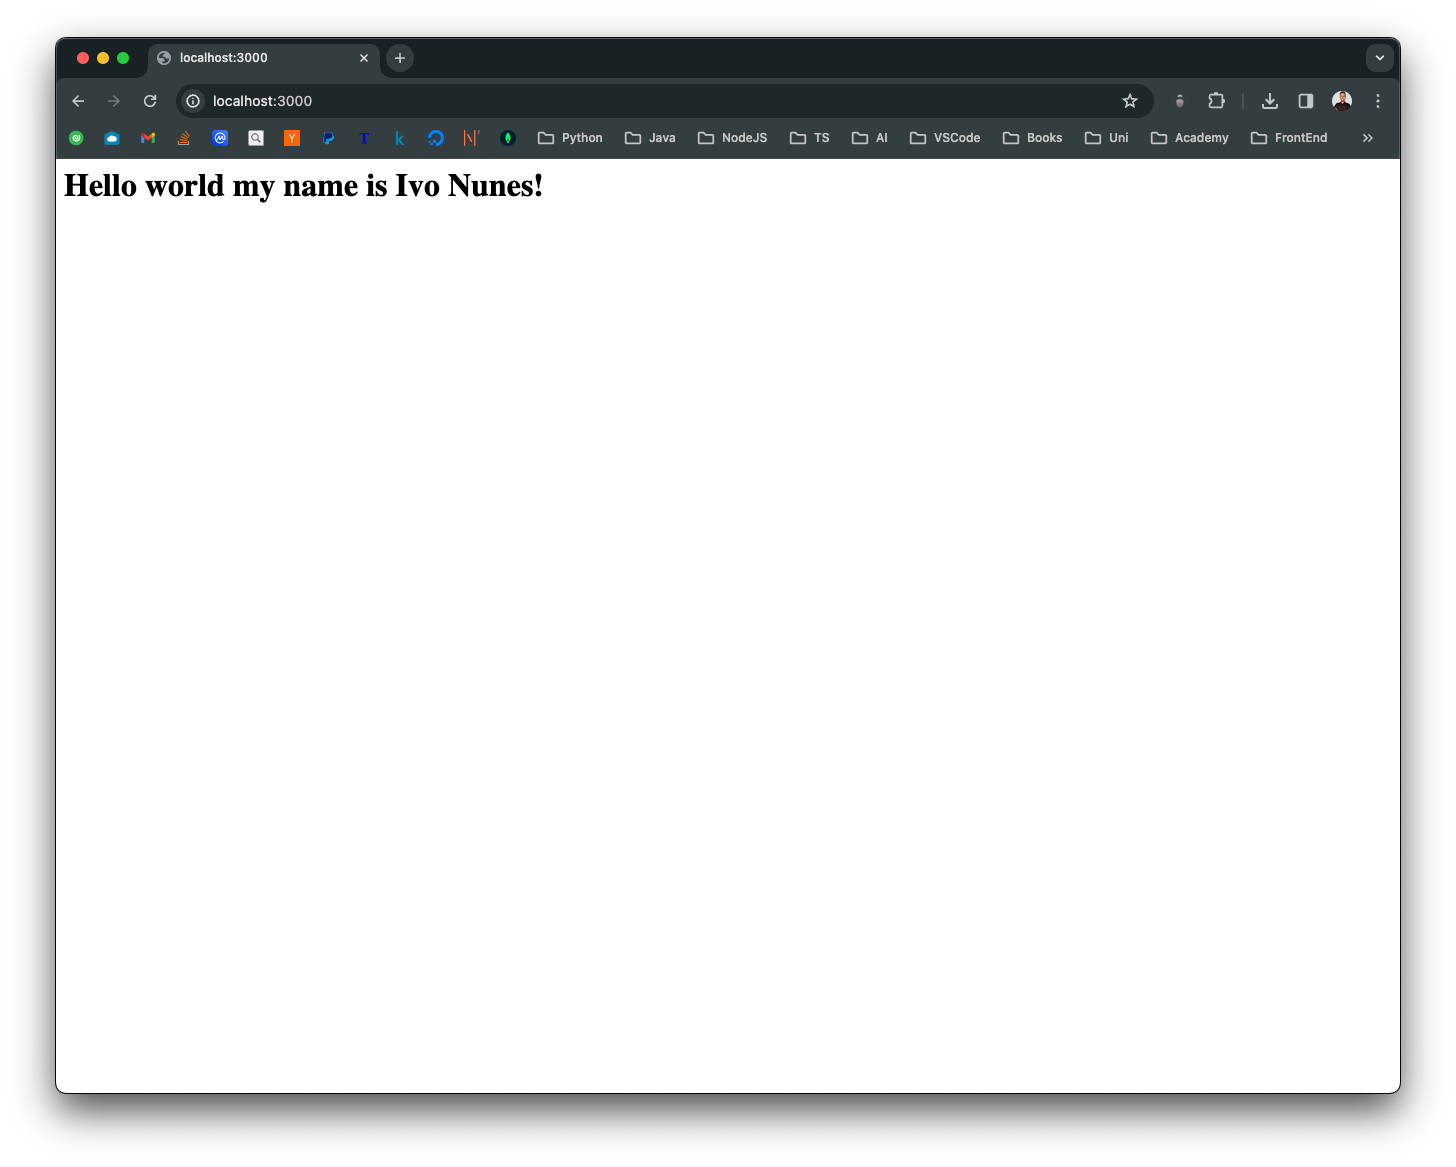 localhost:3000
localhost:3000
Y T k Python Java NodeJS TS AI VSCode Books Uni Academy FrontEnd
Hello world my name is Ivo Nunes!